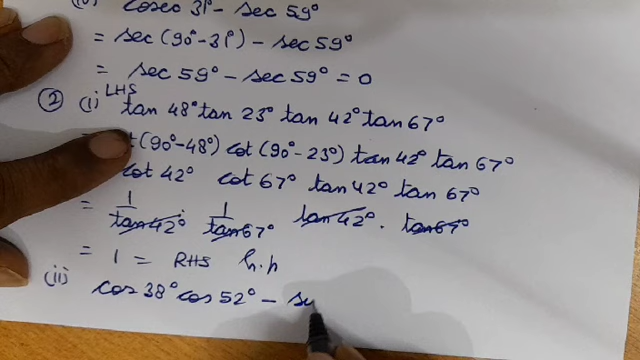 cosec 31° - sec 59°
= sec (90°-31°) - sec 59°
= sec 59° - sec 59° = 0
② (i) LHS
tan 48° tan 23° tan 42° tan 67°
(90°-48°) cot (90°-23°) tan 42° tan 67°
cot 42° cot 67° tan 42° tan 67°
= 1/tan 42° 1/tan 67° tan 42° . tan 67°
= 1 = RHS h.p
(ii) cos 38° cos 52° -